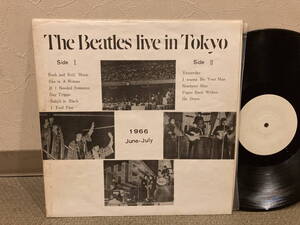 The Beatles live in Tokyo
Side I
Rock and Roll Music
She is A Woman
If I Needed Someone
Day Tripper
Baby's in Black
I Feel Fine
Side II
Yesterday
I wanna Be Your Man
Nowhere Man
Paper Back Writer
I'm Down
1966
June-July